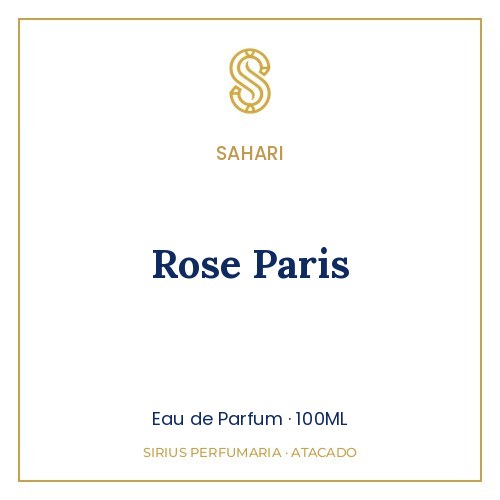 SAHARI
Rose Paris
Eau de Parfum · 100ML
SIRIUS PERFUMARIA · ATACADO